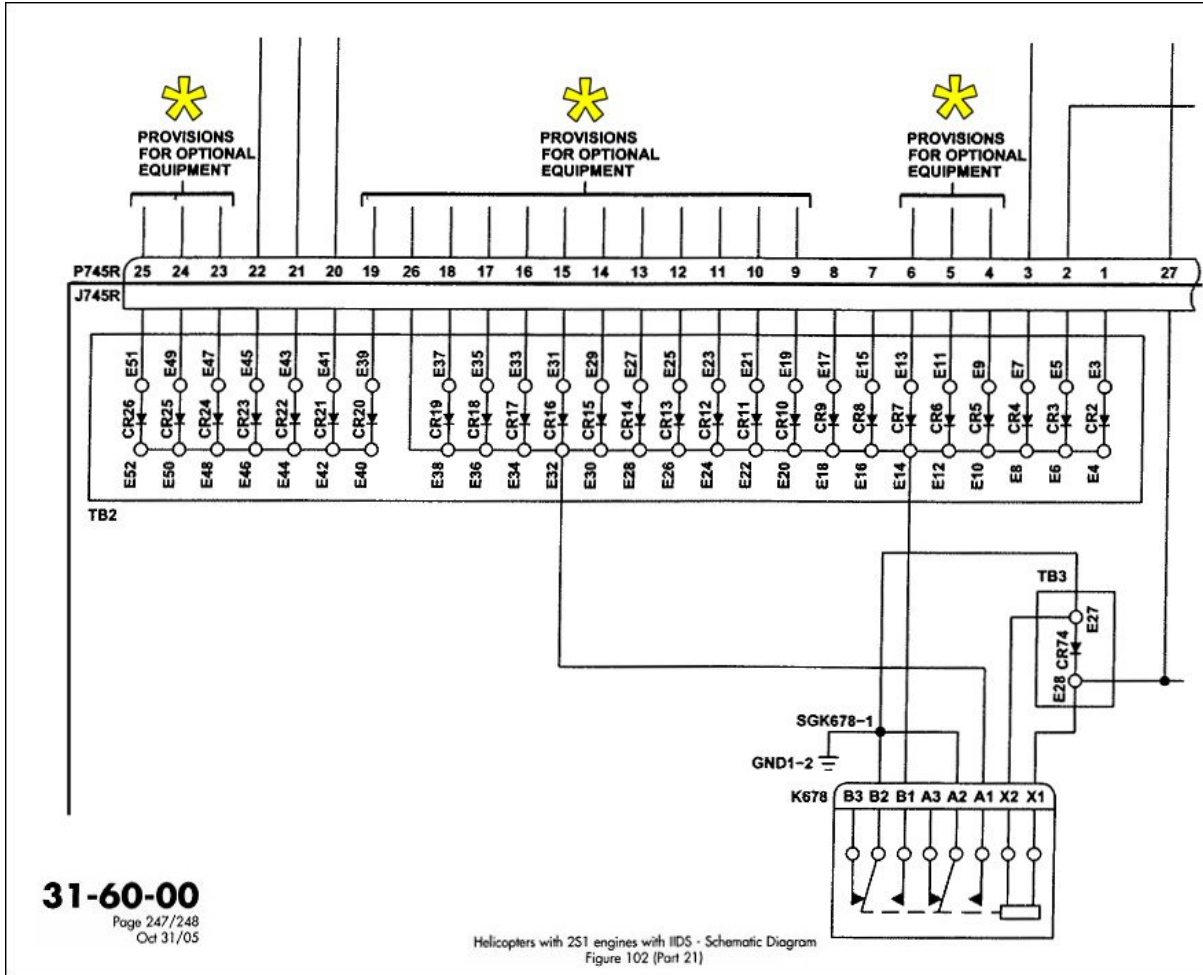 PROVISIONS
FOR OPTIONAL
EQUIPMENT
PROVISIONS
FOR OPTIONAL
EQUIPMENT
PROVISIONS
FOR OPTIONAL
EQUIPMENT
P745R 25 24 23 22 21 20 19 26 18 17 16 15 14 13 12 11 10 9 8 7 6 5 4 3 2 1 27
J745R
E51 E49 E47 E45 E43 E41 E39 E37 E35 E33 E31 E29 E27 E25 E23 E21 E19 E17 E15 E13 E11 E9 E7 E5 E3
CR26 CR25 CR24 CR23 CR22 CR21 CR20 CR19 CR18 CR17 CR16 CR15 CR14 CR13 CR12 CR11 CR10 CR9 CR8 CR7 CR6 CR5 CR4 CR3 CR2
E52 E50 E48 E46 E44 E42 E40 E38 E36 E34 E32 E30 E28 E26 E24 E22 E20 E18 E16 E14 E12 E10 E8 E6 E4
TB2
TB3
E27
CR74
E28
SGK678-1
GND1-2
K678 B3 B2 B1 A3 A2 A1 X2 X1
31-60-00
Page 247/248
Oct 31/05
Helicopters with 2S1 engines with IIDS - Schematic Diagram
Figure 102 (Part 21)